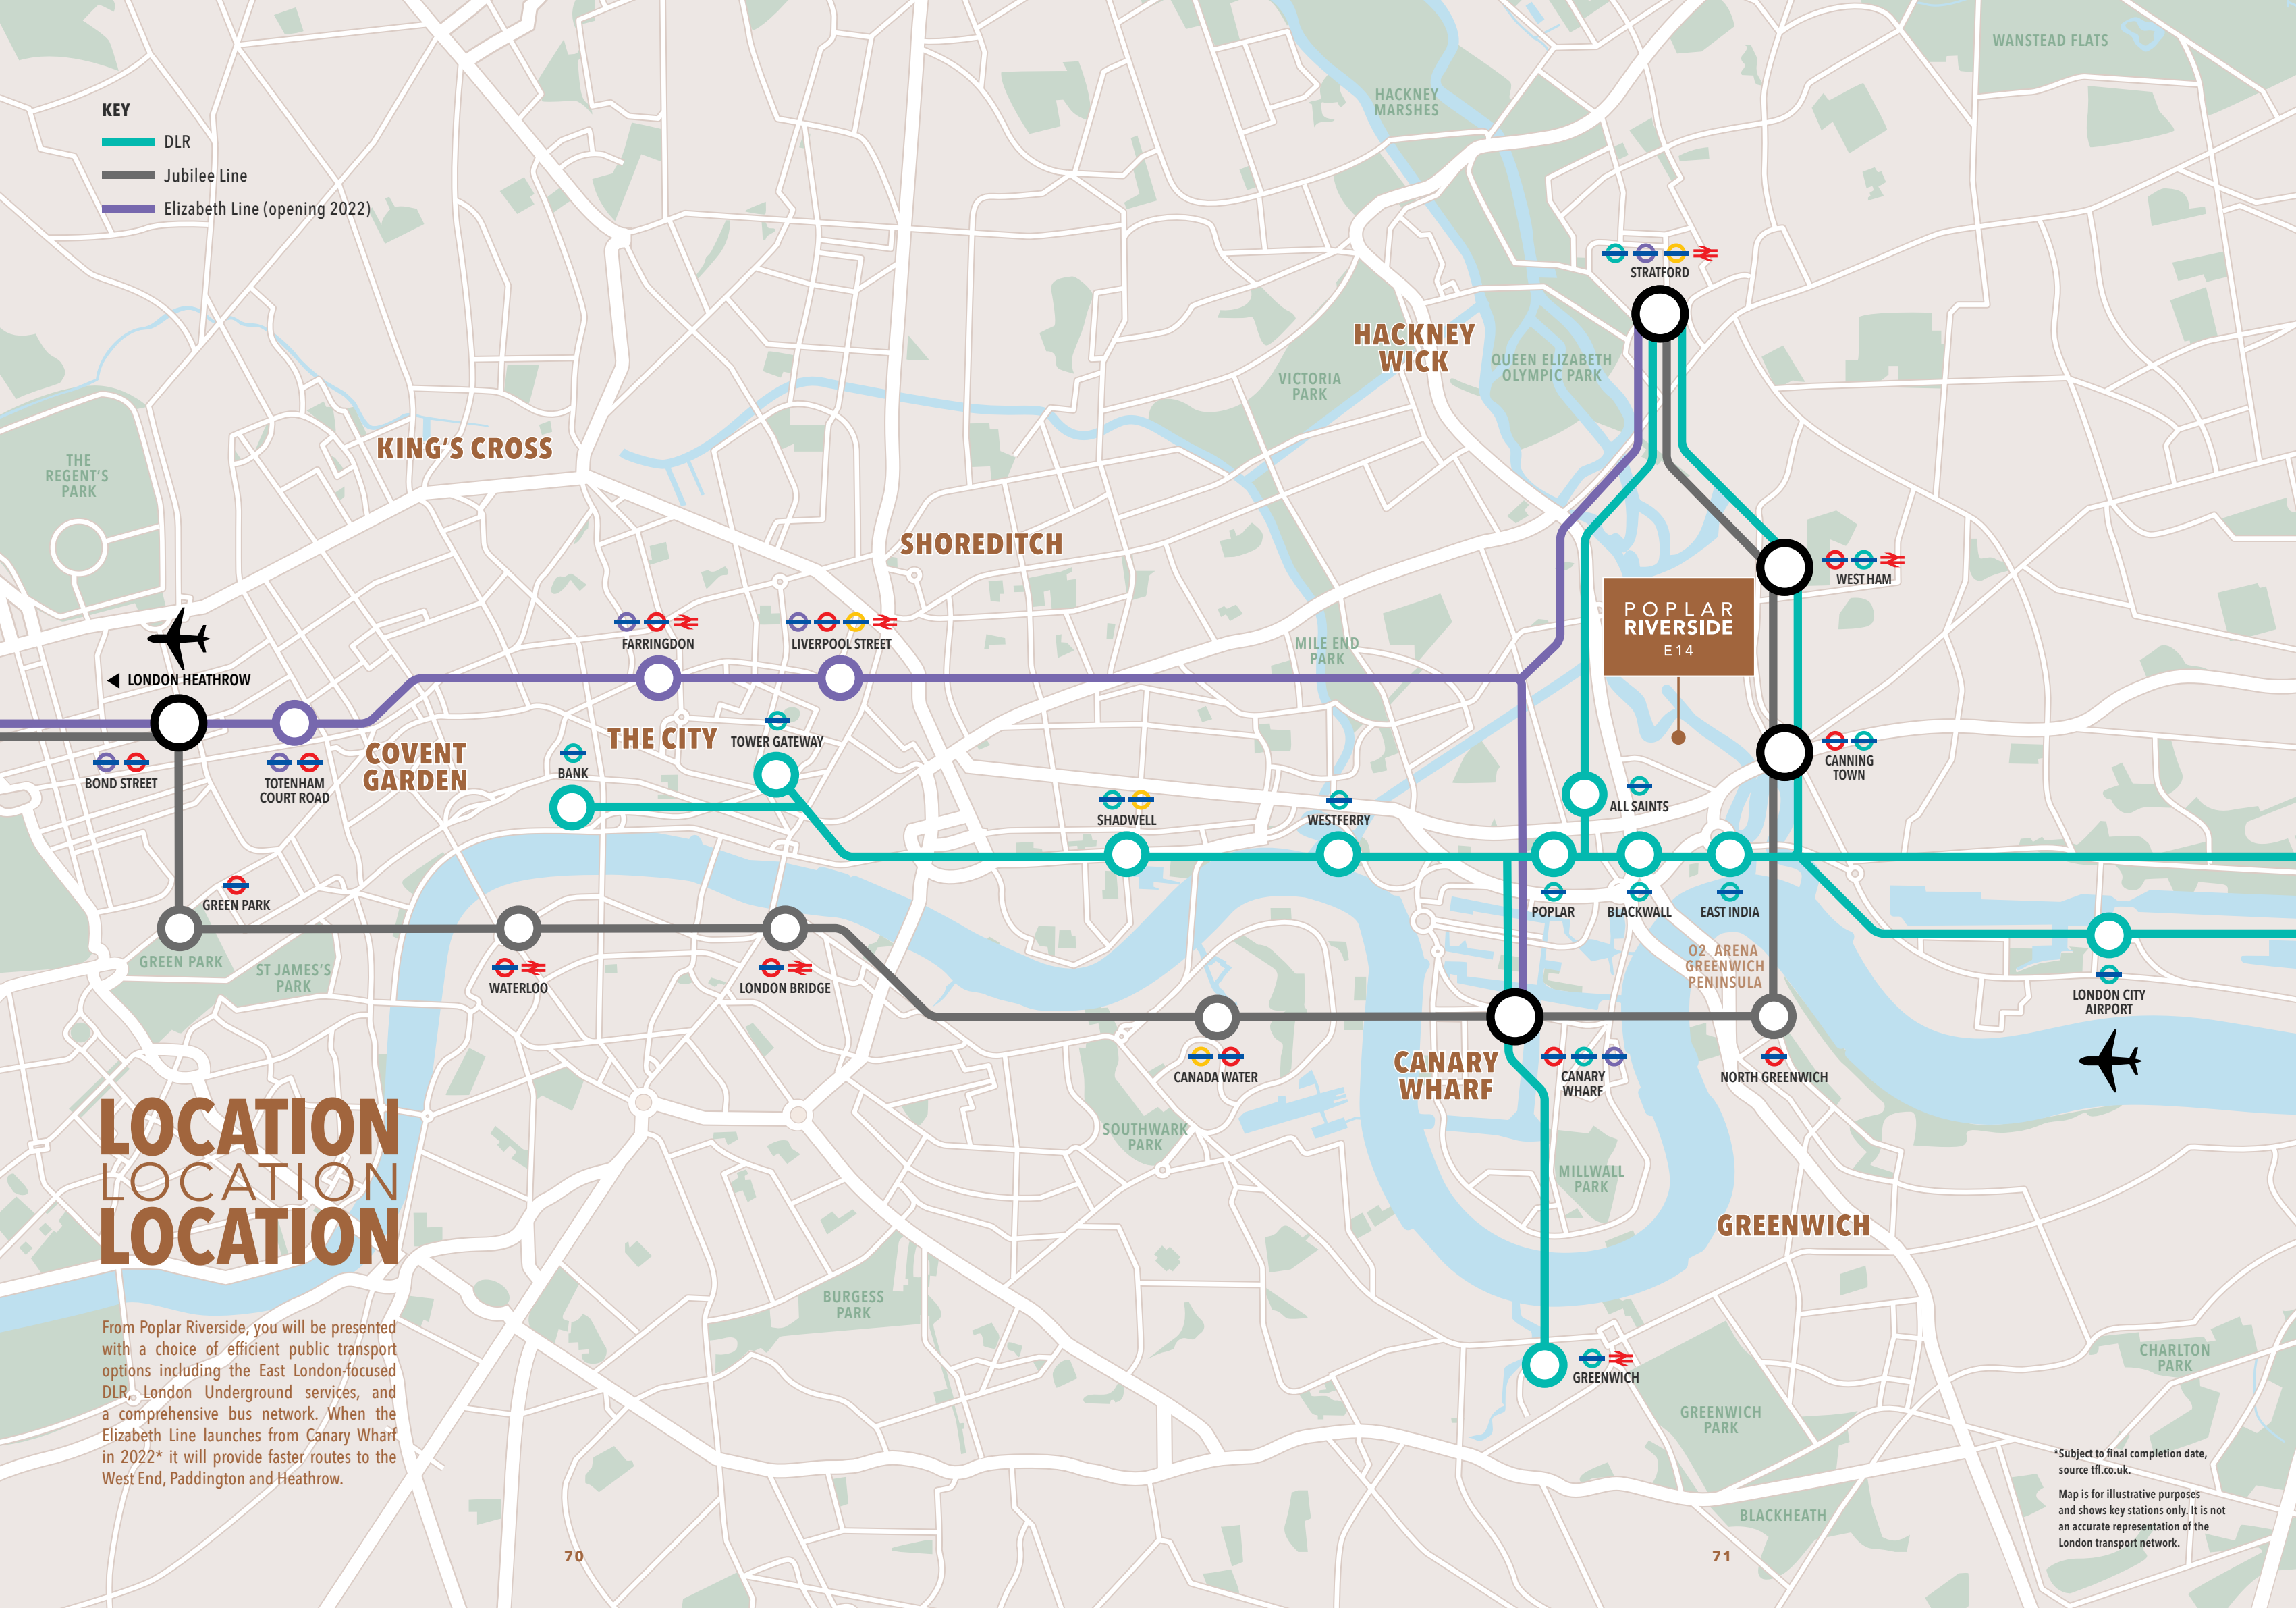 KEY
DLR
Jubilee Line
Elizabeth Line (opening 2022)
WANSTEAD FLATS
HACKNEY
MARSHES
STRATFORD
HACKNEY
WICK
QUEEN ELIZABETH
OLYMPIC PARK
VICTORIA
PARK
KING'S CROSS
THE
REGENT'S
PARK
SHOREDITCH
WEST HAM
POPLAR
RIVERSIDE
E14
FARRINGDON
LIVERPOOL STREET
MILE END
PARK
LONDON HEATHROW
THE CITY
TOWER GATEWAY
COVENT
GARDEN
BANK
BOND STREET
TOTENHAM
COURT ROAD
CANNING
TOWN
ALL SAINTS
SHADWELL
WESTFERRY
GREEN PARK
POPLAR
BLACKWALL
EAST INDIA
GREEN PARK
ST JAMES'S
PARK
O2 ARENA
GREENWICH
PENINSULA
WATERLOO
LONDON BRIDGE
LONDON CITY
AIRPORT
CANADA WATER
CANARY
WHARF
CANARY
WHARF
NORTH GREENWICH
LOCATION
LOCATION
LOCATION
SOUTHWARK
PARK
MILLWALL
PARK
GREENWICH
BURGESS
PARK
From Poplar Riverside, you will be presented
with a choice of efficient public transport
options including the East London-focused
DLR, London Underground services, and
a comprehensive bus network. When the
Elizabeth Line launches from Canary Wharf
in 2022* it will provide faster routes to the
West End, Paddington and Heathrow.
CHARLTON
PARK
GREENWICH
GREENWICH
PARK
BLACKHEATH
*Subject to final completion date,
source tfl.co.uk.
Map is for illustrative purposes
and shows key stations only. It is not
an accurate representation of the
London transport network.
70
71